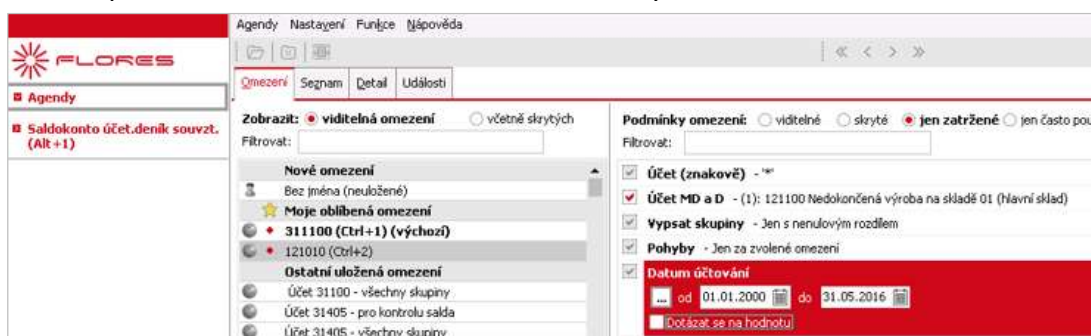 Agendy Nastavení Funkce Nápověda
FLORES
Omezení Seznam Detail Události
Agendy
Saldokonto účet.deník souvzt.
(Alt+1)
Zobrazit: viditelná omezení včetně skrytých
Filtrovat:
Nové omezení
Bez jména (neuložené)
Moje oblíbená omezení
311100 (Ctrl+1) (výchozí)
121010 (Ctrl+2)
Ostatní uložená omezení
Účet 31100 - všechny skupiny
Účet 31405 - pro kontrolu salda
Účet 31405 - všechny skupiny
Podmínky omezení: viditelné skryté jen zatržené jen často pou
Filtrovat:
Účet (znakově) - '*'
Účet MD a D - (1): 121100 Nedokončená výroba na skladě 01 (hlavní sklad)
Vypsat skupiny - Jen s nenulovým rozdílem
Pohyby - Jen za zvolené omezení
Datum účtování
... od 01.01.2000 do 31.05.2016
Dotázat se na hodnotu